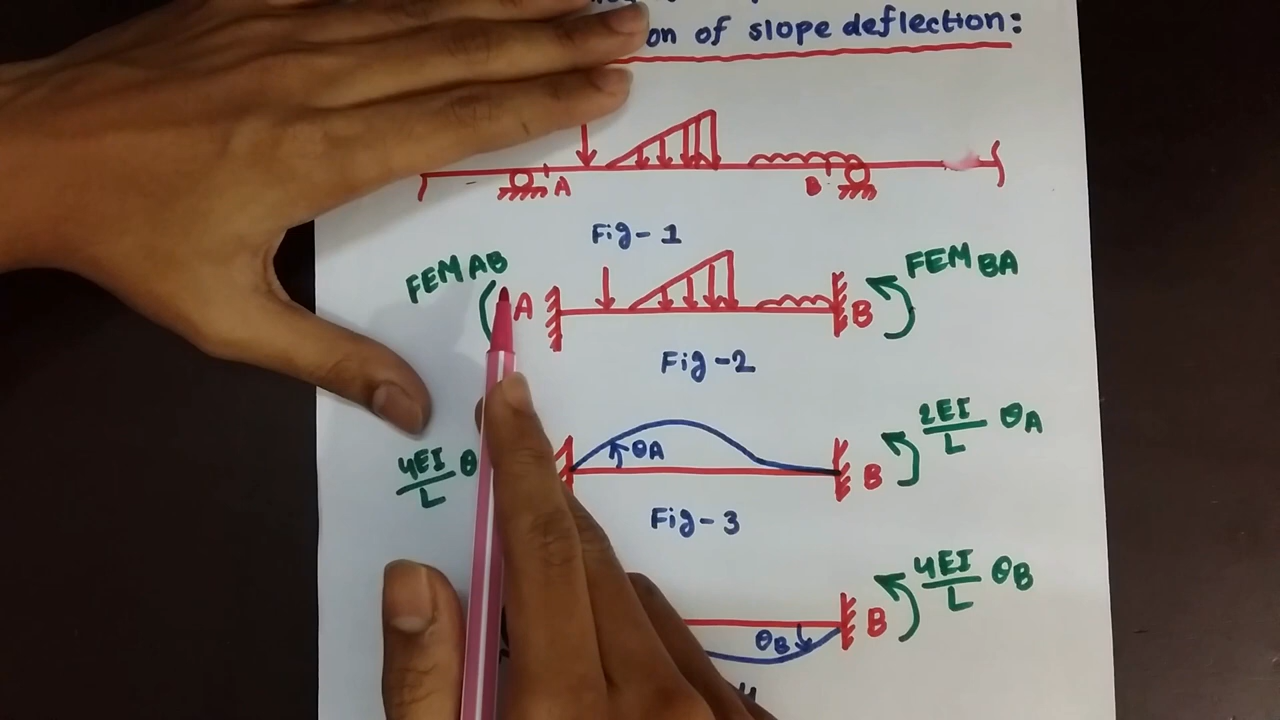 on of slope deflection:
A B
Fig-1
FEM AB FEM BA
A B
Fig-2
4EI/L θ θA 2EI/L θA
B
Fig-3
4EI/L θB
θB B